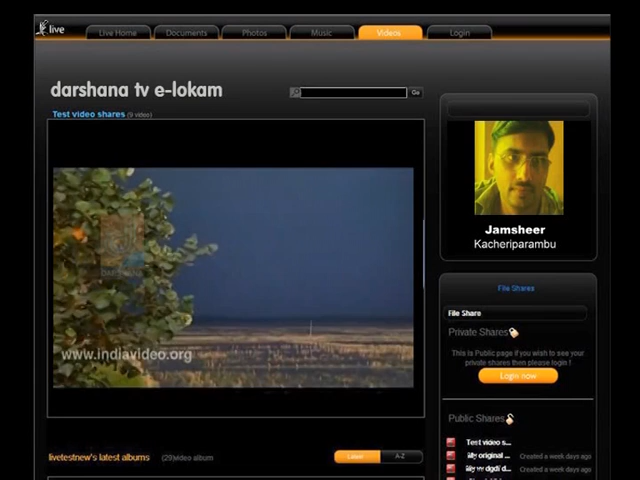 live
Live Home
Documents
Photos
Music
Videos
Login
darshana tv e-lokam
Go
Test video shares (9 video)
www.indiavideo.org
livetestnew's latest albums (29)video album
Latest
A-Z
Jamsheer
Kacheriparambu
File Shares
File Share
Private Shares
This is Public page if you wish to see your
private shares then please login !
Login now
Public Shares
Test video s...
My original ... Created a week days ago
Created a week days ago